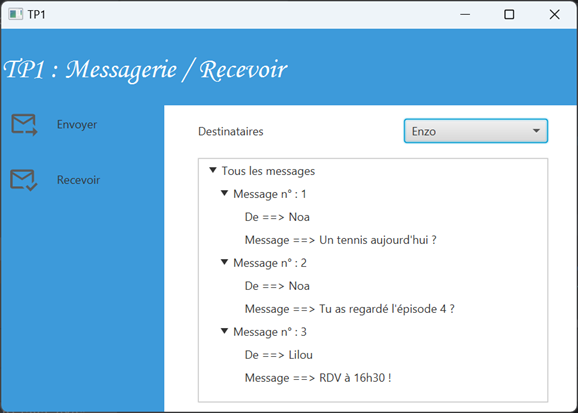 TP1
TP1 : Messagerie / Recevoir
Envoyer
Recevoir
Destinataires
Enzo
Tous les messages
Message n° : 1
De ==> Noa
Message ==> Un tennis aujourd'hui ?
Message n° : 2
De ==> Noa
Message ==> Tu as regardé l'épisode 4 ?
Message n° : 3
De ==> Lilou
Message ==> RDV à 16h30 !